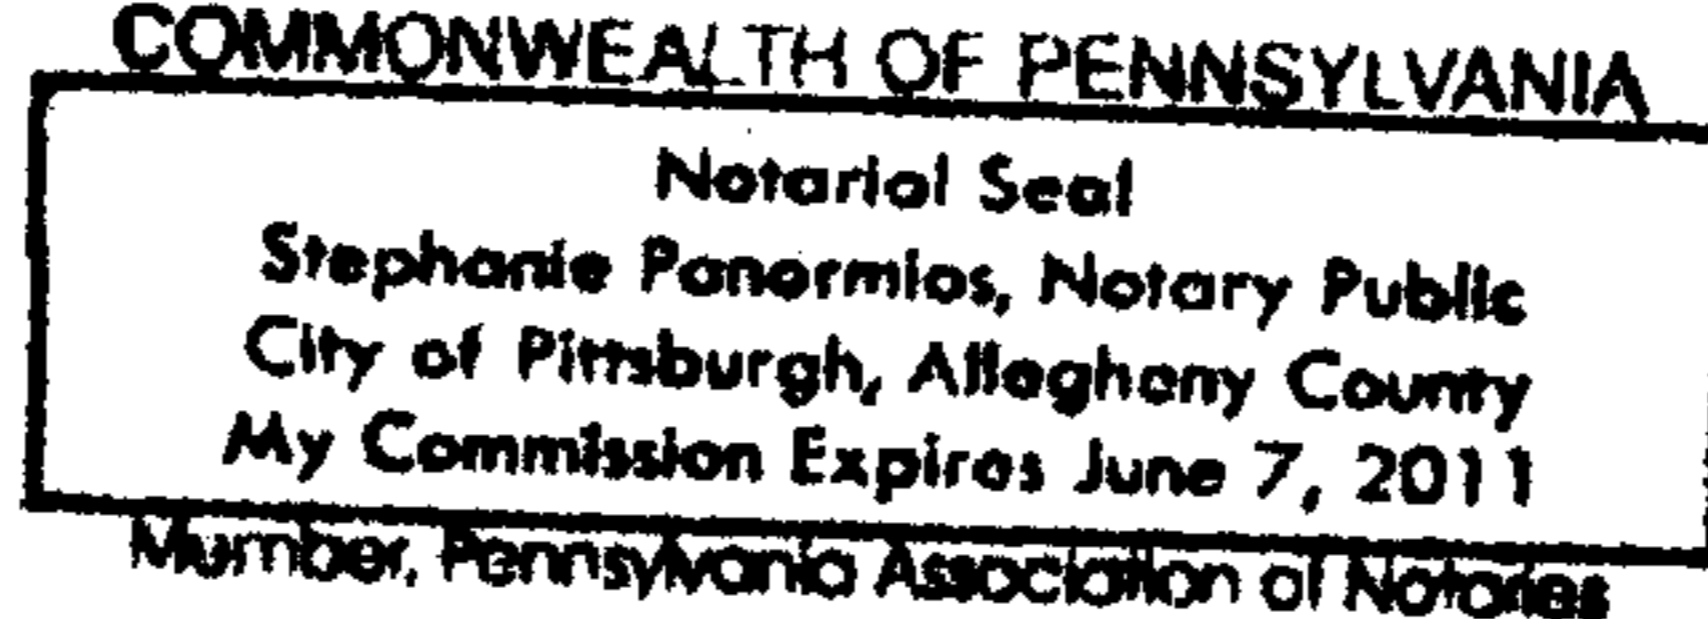 COMMONWEALTH OF PENNSYLVANIA
Notarial Seal
Stephanie Panormios, Notary Public
City of Pittsburgh, Allegheny County
My Commission Expires June 7, 2011
Member, Pennsylvania Association of Notaries